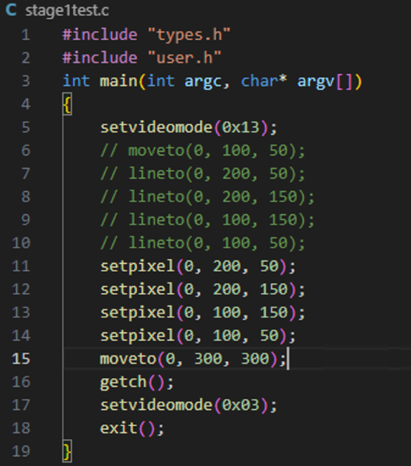 C stage1test.c
1 #include "types.h"
2 #include "user.h"
3 int main(int argc, char* argv[])
4 {
5 setvideomode(0x13);
6 // moveto(0, 100, 50);
7 // lineto(0, 200, 50);
8 // lineto(0, 200, 150);
9 // lineto(0, 100, 150);
10 // lineto(0, 100, 50);
11 setpixel(0, 200, 50);
12 setpixel(0, 200, 150);
13 setpixel(0, 100, 150);
14 setpixel(0, 100, 50);
15 moveto(0, 300, 300);
16 getch();
17 setvideomode(0x03);
18 exit();
19 }